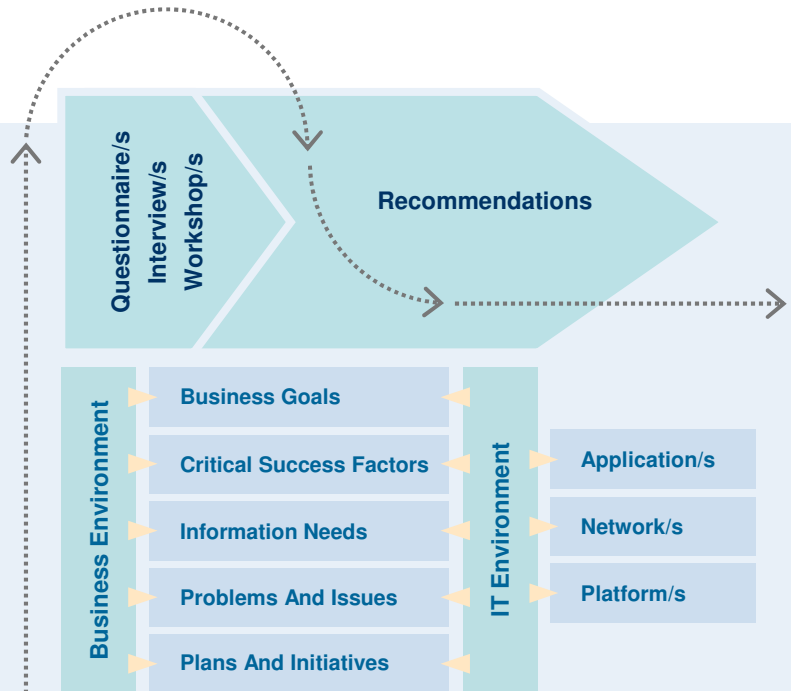 Questionnaire/s
Interview/s
Workshop/s
Recommendations
Business Environment
Business Goals
Critical Success Factors
Information Needs
Problems And Issues
Plans And Initiatives
IT Environment
Application/s
Network/s
Platform/s